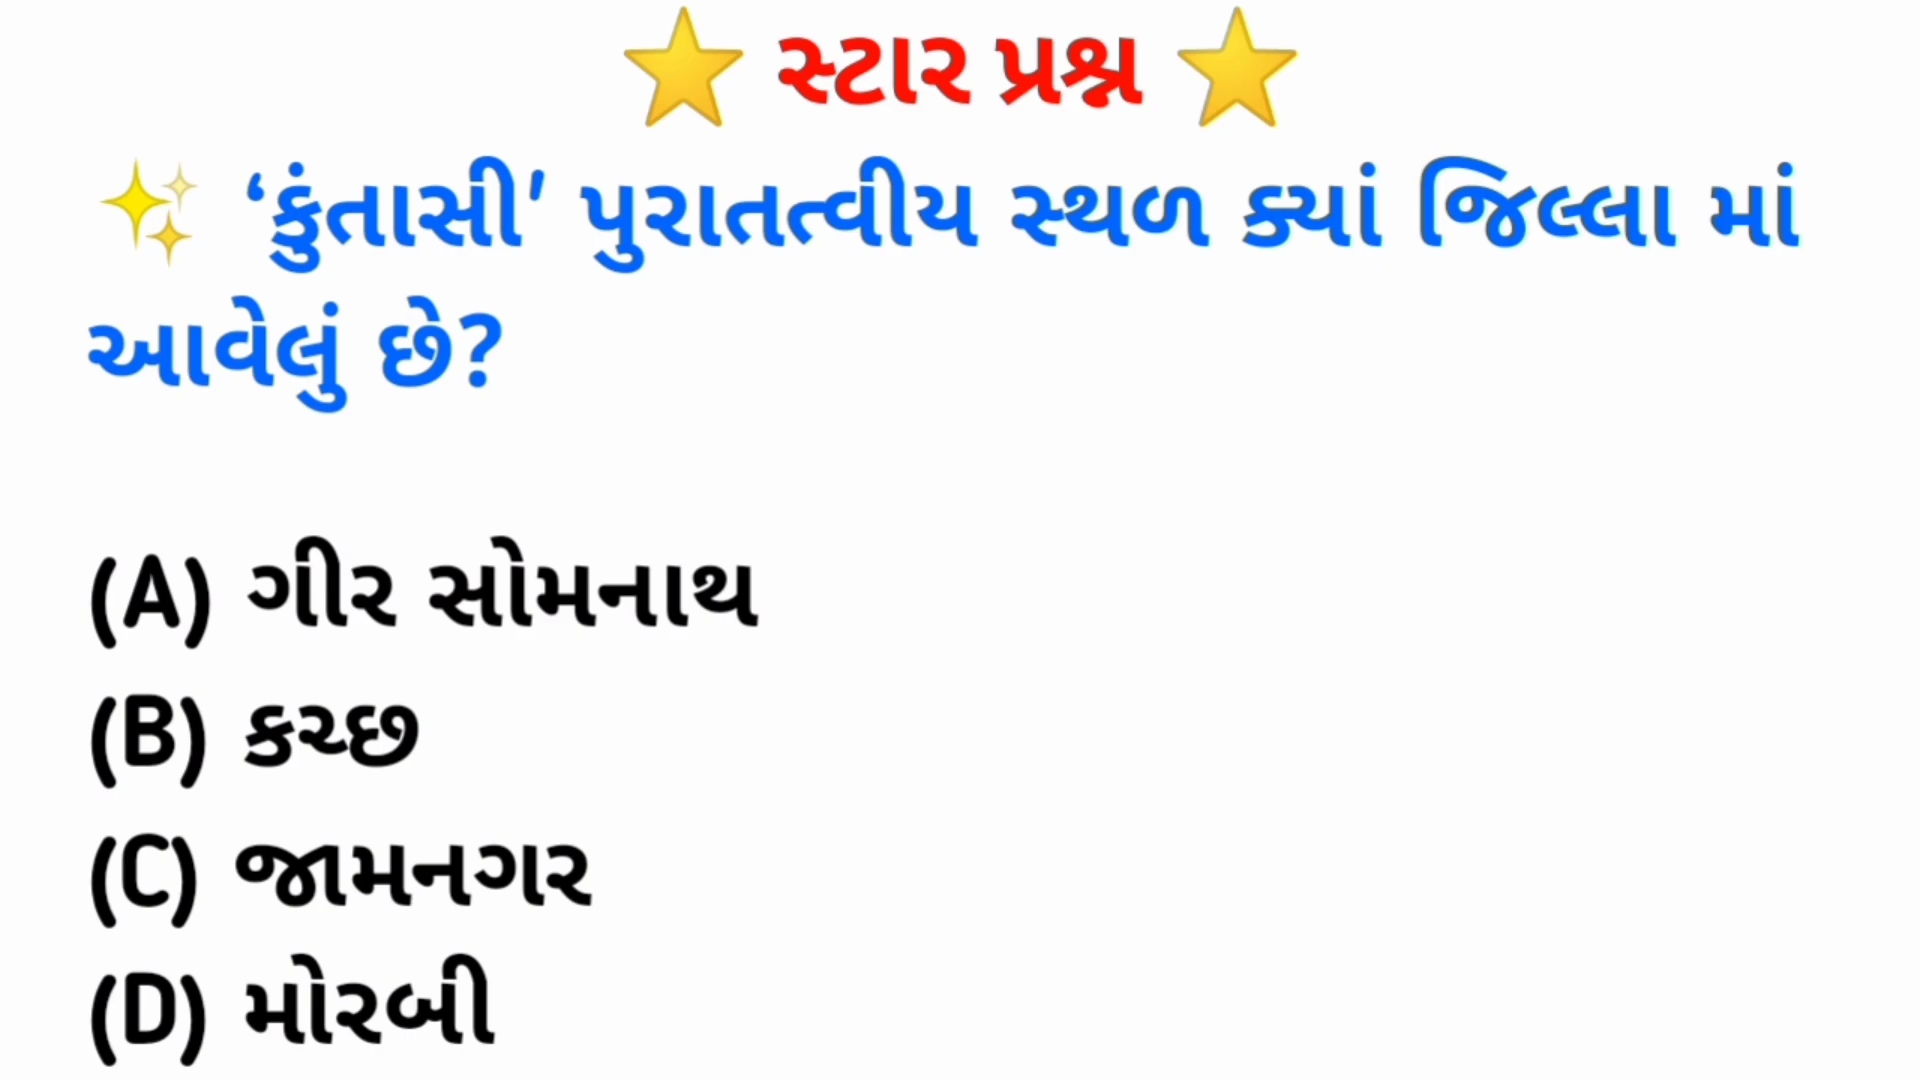 ⭐ સ્ટાર પ્રશ્ન ⭐
✨ ‘કુંતાસી’ પુરાતત્વીય સ્થળ ક્યાં જિલ્લા માં
આવેલું છે?
(A) ગીર સોમનાથ
(B) કચ્છ
(C) જામનગર
(D) મોરબી